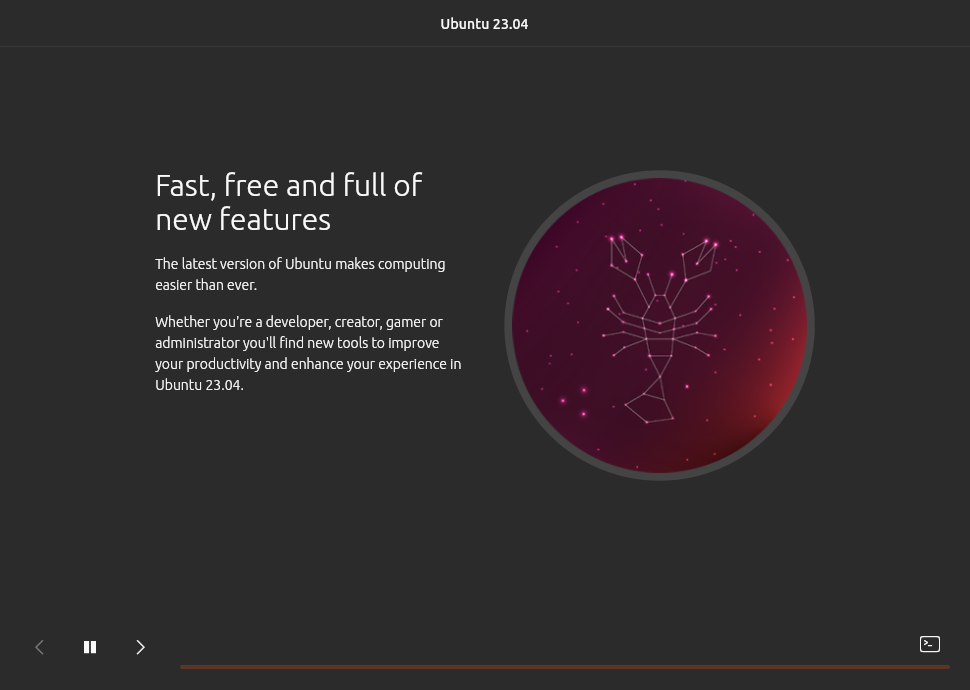 Ubuntu 23.04
Fast, free and full of
new features
The latest version of Ubuntu makes computing
easier than ever.
Whether you're a developer, creator, gamer or
administrator you'll find new tools to improve
your productivity and enhance your experience in
Ubuntu 23.04.